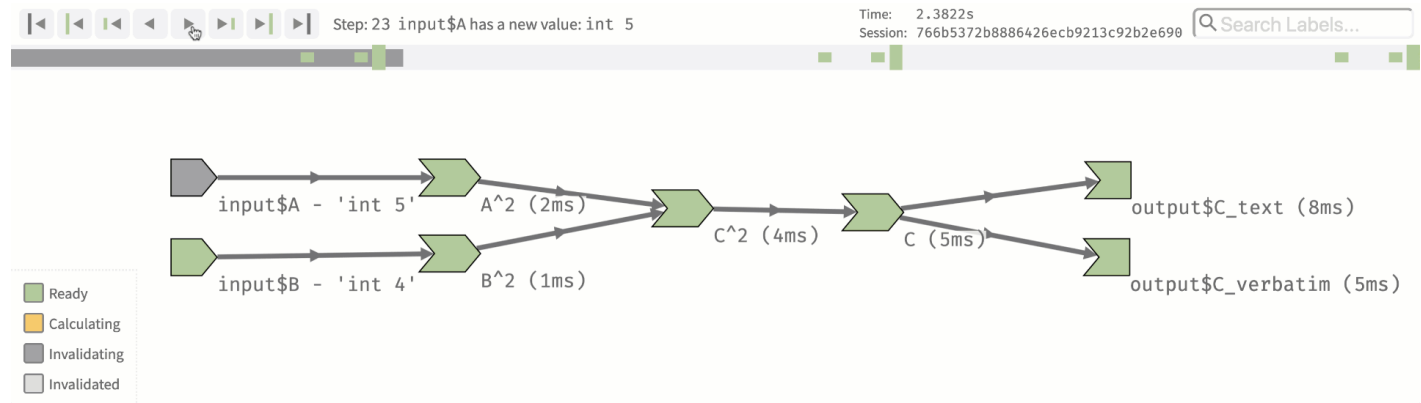 Step: 23 input$A has a new value: int 5
Time: 2.3822s
Session: 766b5372b8886426ecb9213c92b2e690
Search Labels...
input$A - 'int 5'
A^2 (2ms)
C^2 (4ms)
C (5ms)
output$C_text (8ms)
input$B - 'int 4'
B^2 (1ms)
output$C_verbatim (5ms)
Ready
Calculating
Invalidating
Invalidated